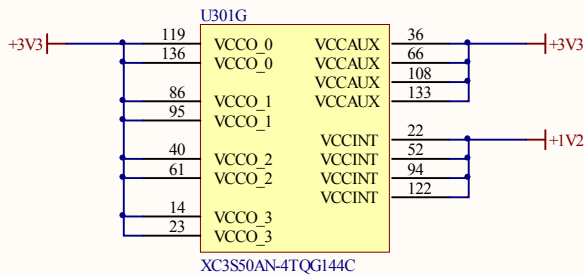 U301G
+3V3 119 VCCO_0 VCCAUX 36 +3V3
136 VCCO_0 VCCAUX 66
VCCAUX 108
86 VCCO_1 VCCAUX 133
95 VCCO_1
VCCINT 22 +1V2
40 VCCO_2 VCCINT 52
61 VCCO_2 VCCINT 94
VCCINT 122
14 VCCO_3
23 VCCO_3
XC3S50AN-4TQG144C